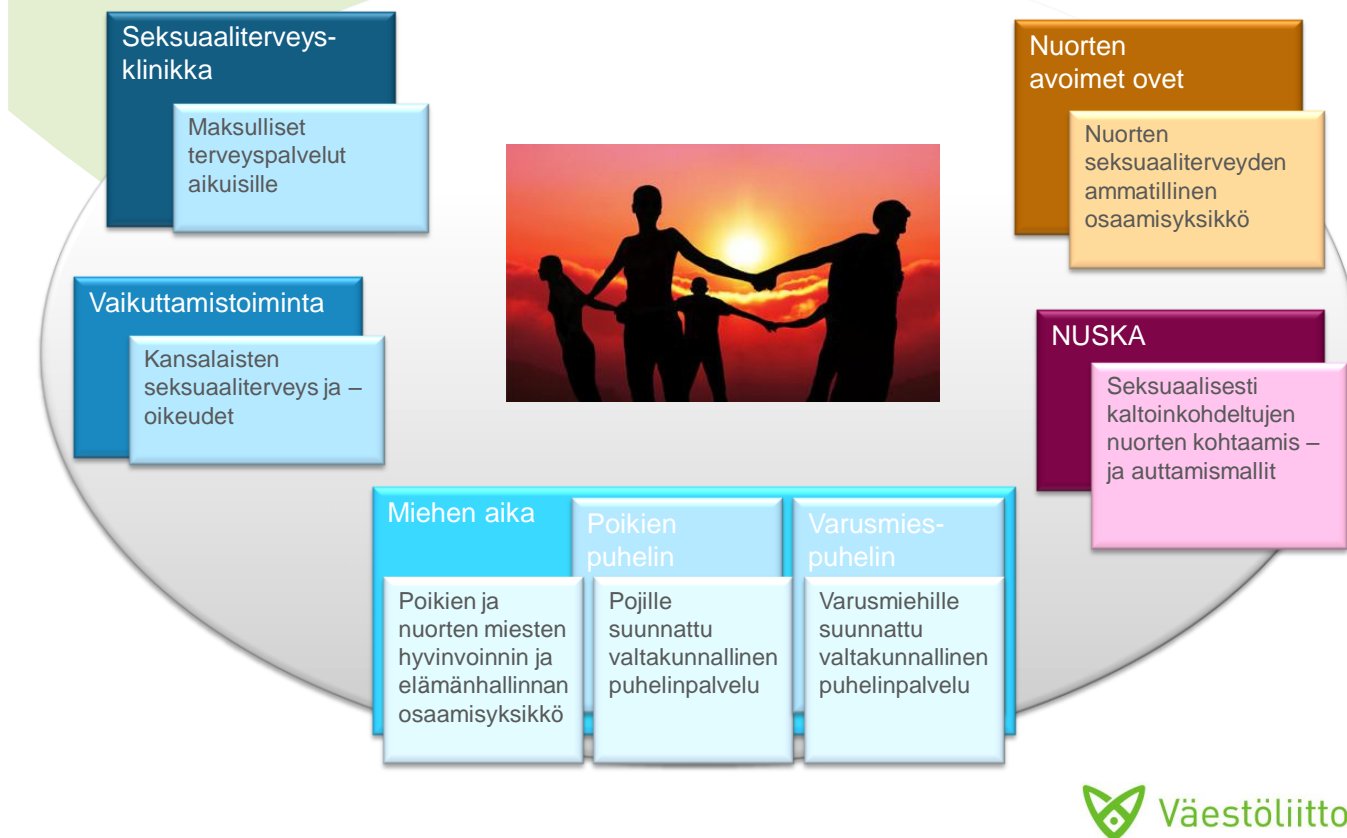 Seksuaaliterveys-
klinikka
Maksulliset
terveyspalvelut
aikuisille
Vaikuttamistoiminta
Kansalaisten
seksuaaliterveys ja –
oikeudet
Nuorten
avoimet ovet
Nuorten
seksuaaliterveyden
ammatillinen
osaamisyksikkö
NUSKA
Seksuaalisesti
kaltoinkohdeltujen
nuorten kohtaamis –
ja auttamismallit
Miehen aika
Poikien ja
nuorten miesten
hyvinvoinnin ja
elämänhallinnan
osaamisyksikkö
Poikien
puhelin
Pojille
suunnattu
valtakunnallinen
puhelinpalvelu
Varusmies-
puhelin
Varusmiehille
suunnattu
valtakunnallinen
puhelinpalvelu
Väestöliitto